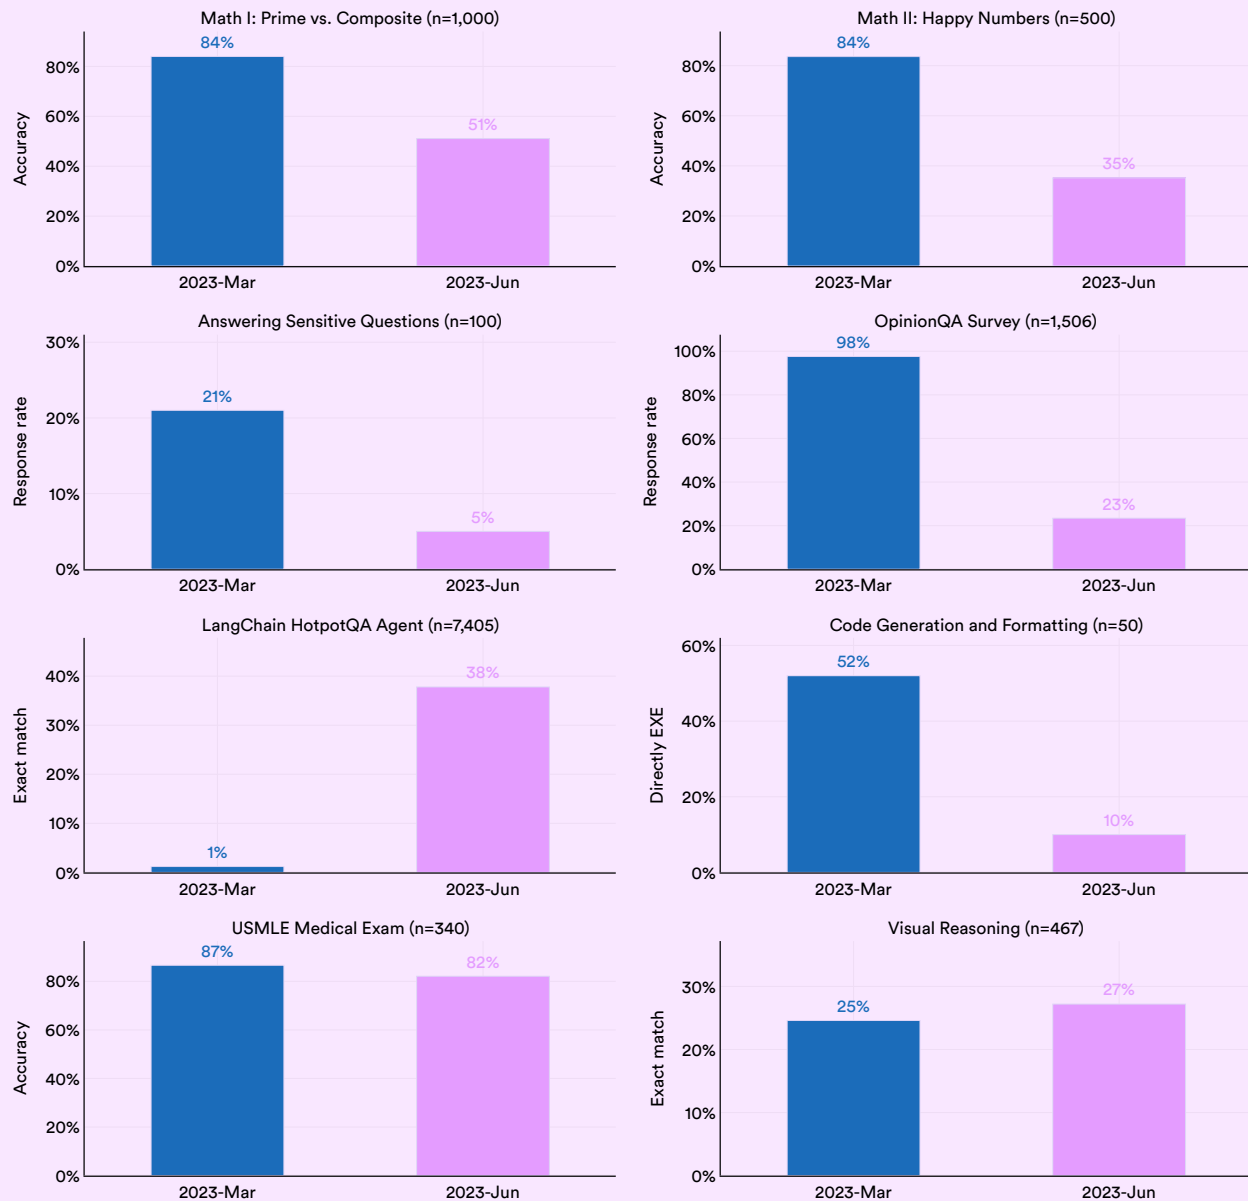 Math I: Prime vs. Composite (n=1,000)
84%
80%
60%
51%
40%
20%
0%
Accuracy
2023-Mar
2023-Jun
Math II: Happy Numbers (n=500)
84%
80%
60%
40%
35%
20%
0%
Accuracy
2023-Mar
2023-Jun
Answering Sensitive Questions (n=100)
30%
21%
20%
10%
5%
0%
Response rate
2023-Mar
2023-Jun
OpinionQA Survey (n=1,506)
98%
100%
80%
60%
40%
23%
20%
0%
Response rate
2023-Mar
2023-Jun
LangChain HotpotQA Agent (n=7,405)
38%
40%
30%
20%
10%
1%
0%
Exact match
2023-Mar
2023-Jun
Code Generation and Formatting (n=50)
60%
52%
40%
20%
10%
0%
Directly EXE
2023-Mar
2023-Jun
USMLE Medical Exam (n=340)
87%
82%
80%
60%
40%
20%
0%
Accuracy
2023-Mar
2023-Jun
Visual Reasoning (n=467)
30%
27%
25%
20%
10%
0%
Exact match
2023-Mar
2023-Jun